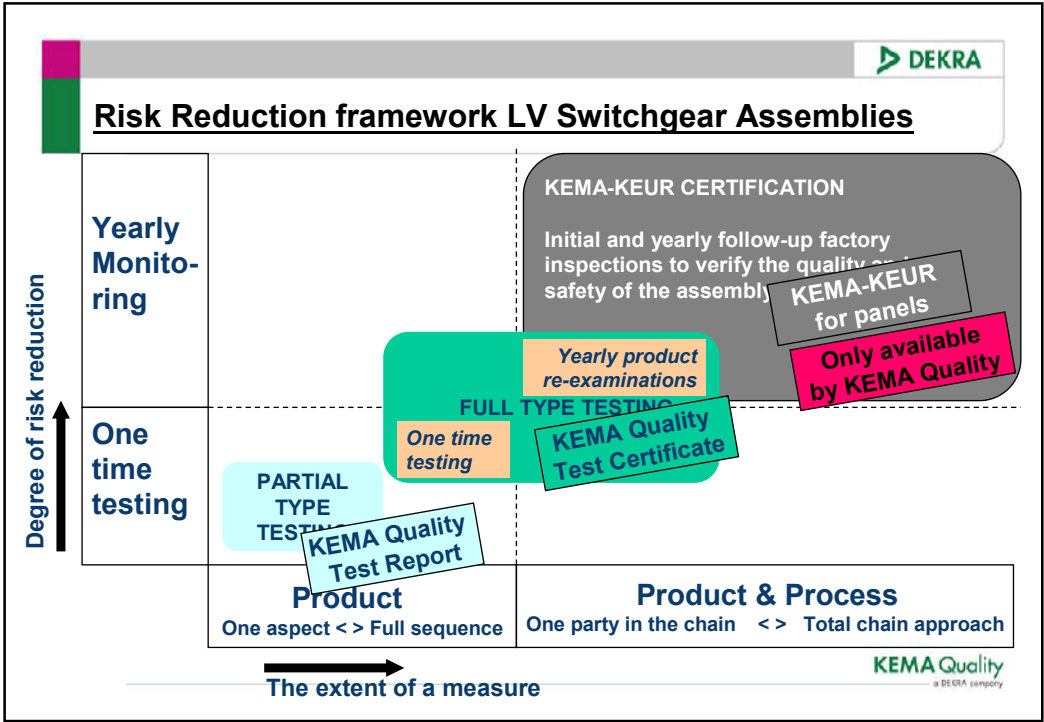 DEKRA
Risk Reduction framework LV Switchgear Assemblies
Degree of risk reduction
Yearly
Monito-
ring
One
time
testing
KEMA-KEUR CERTIFICATION
Initial and yearly follow-up factory
inspections to verify the quality and
safety of the assembly
KEMA-KEUR
for panels
Only available
by KEMA Quality
Yearly product
re-examinations
FULL TYPE TESTING
One time
testing
KEMA Quality
Test Certificate
PARTIAL
TYPE
TESTING
KEMA Quality
Test Report
Product
One aspect < > Full sequence
Product & Process
One party in the chain < > Total chain approach
The extent of a measure
KEMA Quality
a DEKRA company